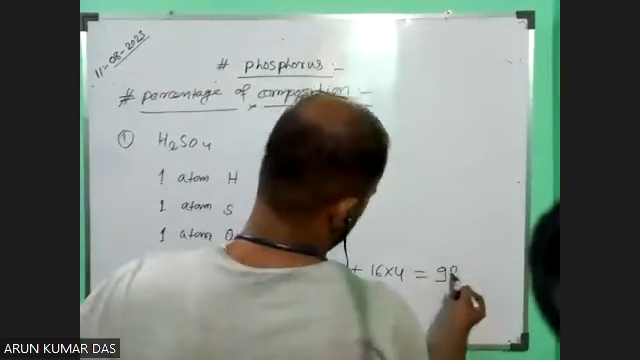 11-08-2023
# Phosphorus :-
# Percentage of composition :-
① H₂SO₄
1 atom H
1 atom S
1 atom O
+ 16×4 = 98
ARUN KUMAR DAS